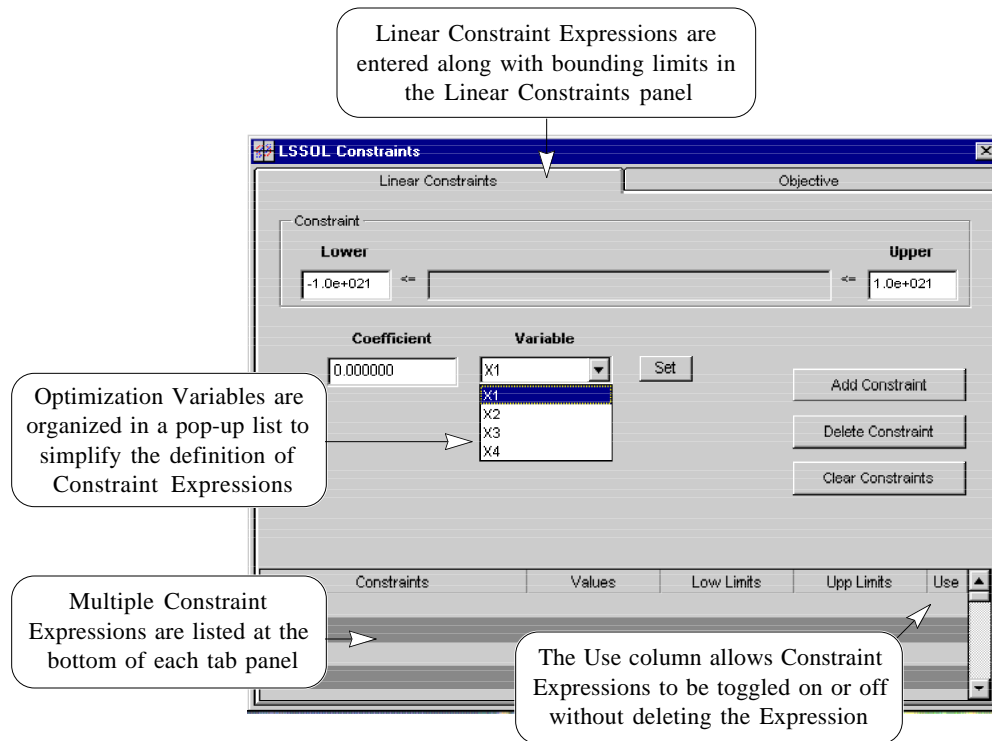 Linear Constraint Expressions are
entered along with bounding limits in
the Linear Constraints panel
LSSOL Constraints
Linear Constraints
Objective
Constraint
Lower
Upper
-1.0e+021
<=
<=
1.0e+021
Coefficient
Variable
0.000000
X1
Set
X1
X2
X3
X4
Add Constraint
Delete Constraint
Clear Constraints
Optimization Variables are
organized in a pop-up list to
simplify the definition of
Constraint Expressions
Constraints
Values
Low Limits
Upp Limits
Use
Multiple Constraint
Expressions are listed at the
bottom of each tab panel
The Use column allows Constraint
Expressions to be toggled on or off
without deleting the Expression